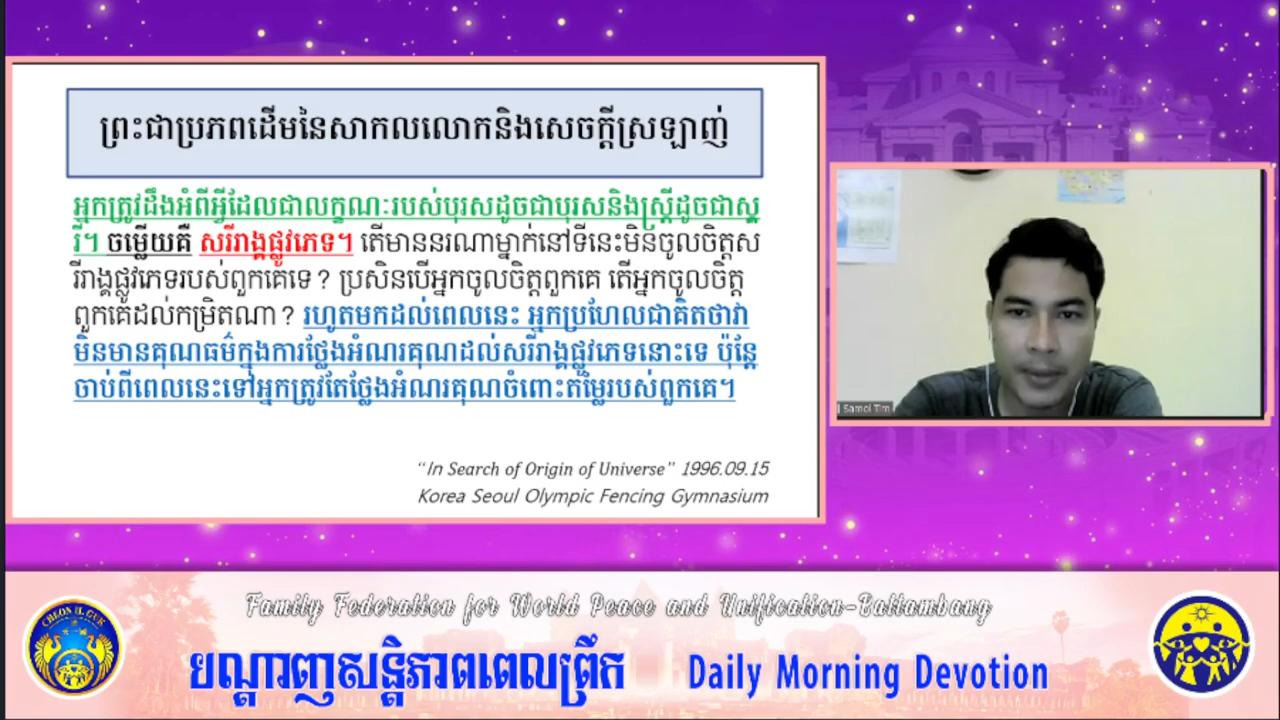 ព្រះជាប្រភពដើមនៃសាកលលោកនិងសេចក្តីស្រឡាញ់
អ្នកត្រូវដឹងអំពីអ្វីដែលជាលក្ខណៈរបស់បុរសដូចជាបុរសនិងស្ត្រីដូចជាស្ត្
រី។ ចម្លើយគឺ សរីរាង្គផ្លូវភេទ។ តើមាននរណាម្នាក់នៅទីនេះមិនចូលចិត្តស
រីរាង្គផ្លូវភេទរបស់ពួកគេទេ ? ប្រសិនបើអ្នកចូលចិត្តពួកគេ តើអ្នកចូលចិត្ត
ពួកគេដល់កម្រិតណា ? រហូតមកដល់ពេលនេះ អ្នកប្រហែលជាគិតថាវា
មិនមានគុណធម៌ក្នុងការថ្លែងអំណរគុណដល់សរីរាង្គផ្លូវភេទនោះទេ ប៉ុន្តែ
ចាប់ពីពេលនេះទៅអ្នកត្រូវតែថ្លែងអំណរគុណចំពោះតម្លៃរបស់ពួកគេ។
“In Search of Origin of Universe” 1996.09.15
Korea Seoul Olympic Fencing Gymnasium
Samoi Tim
Family Federation for World Peace and Unification-Battambang
CHEON IL GUK
បណ្តាញសន្តិភាពពេលព្រឹក Daily Morning Devotion